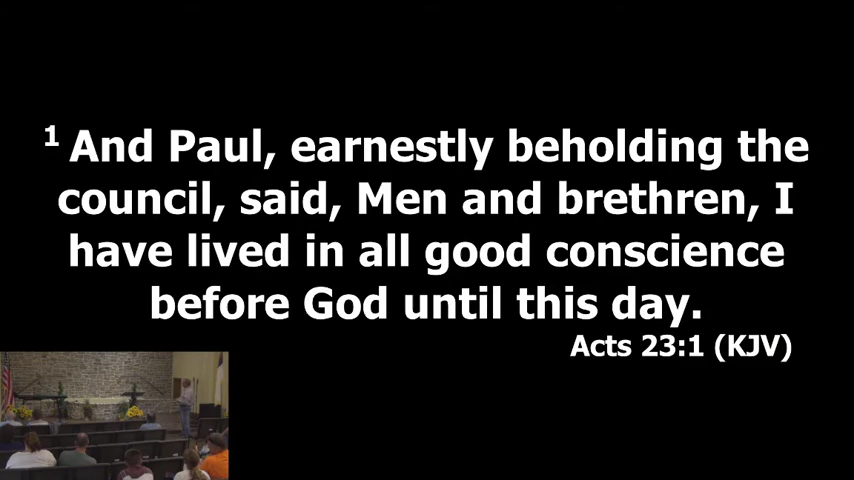 1 And Paul, earnestly beholding the
council, said, Men and brethren, I
have lived in all good conscience
before God until this day.
Acts 23:1 (KJV)